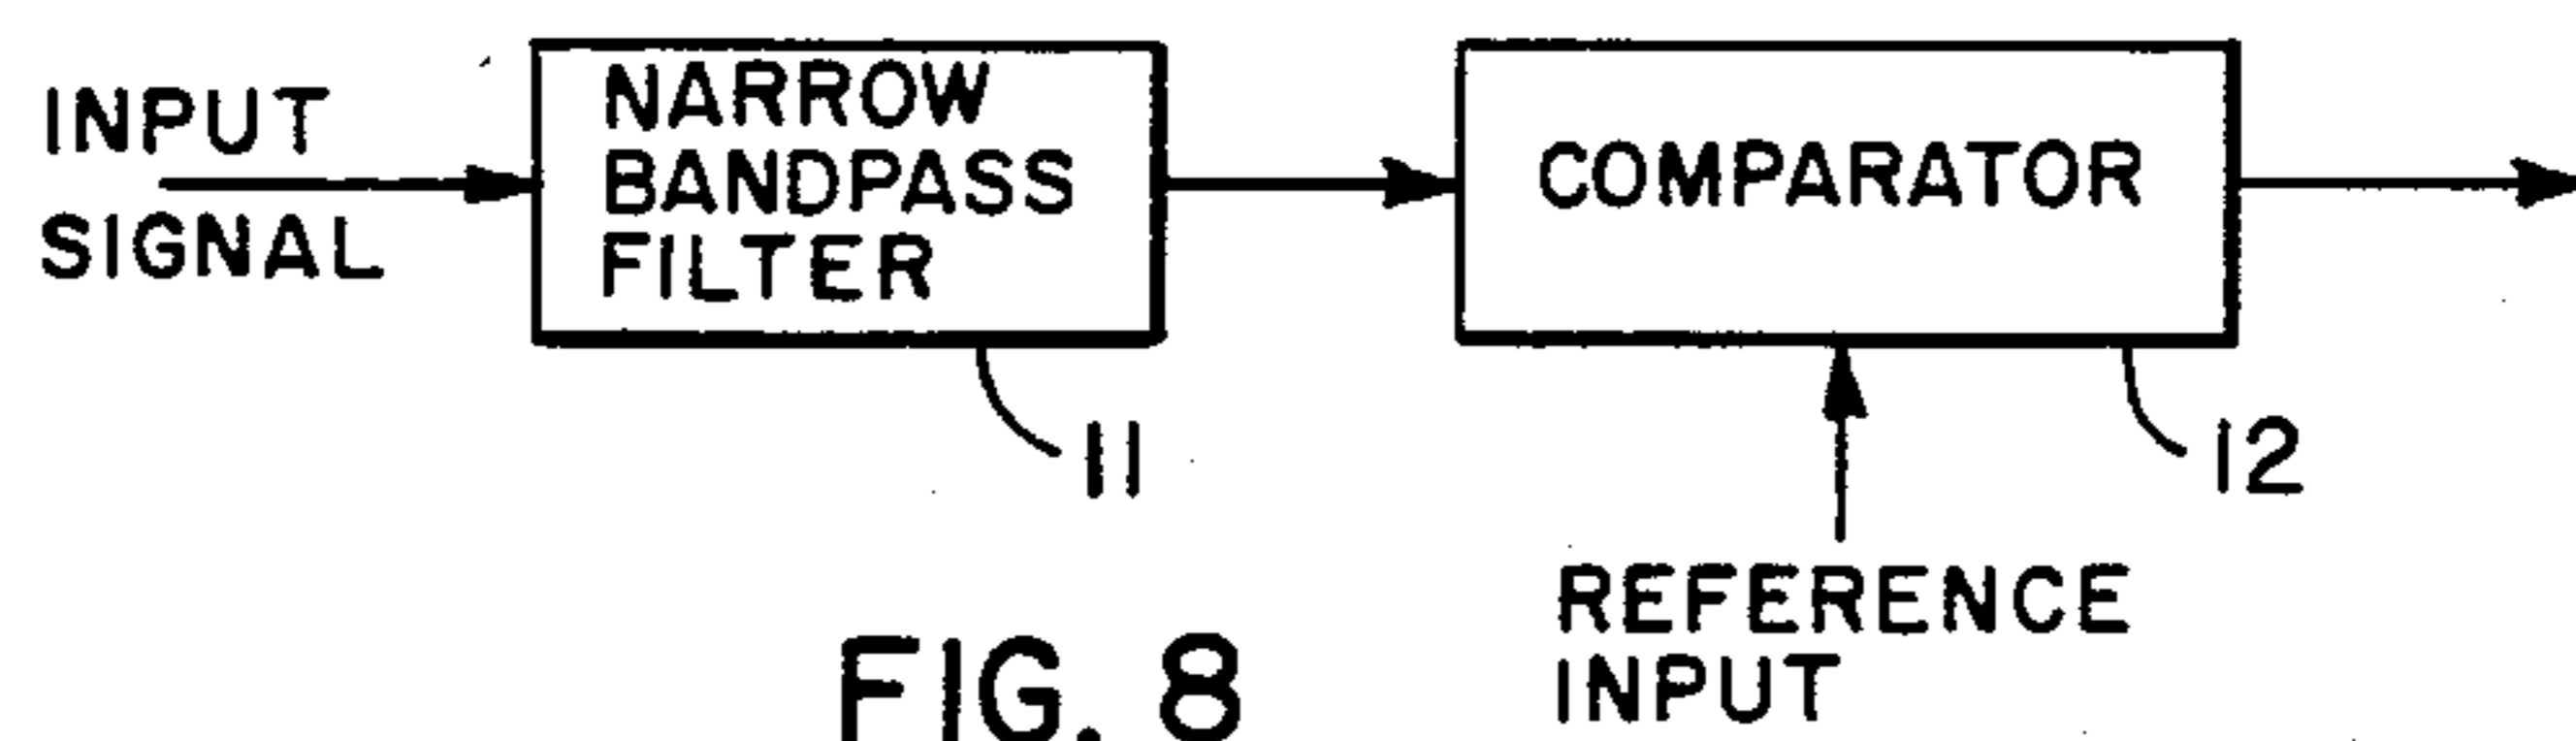 INPUT
SIGNAL
NARROW
BANDPASS
FILTER
COMPARATOR
11
12
REFERENCE
INPUT
FIG. 8